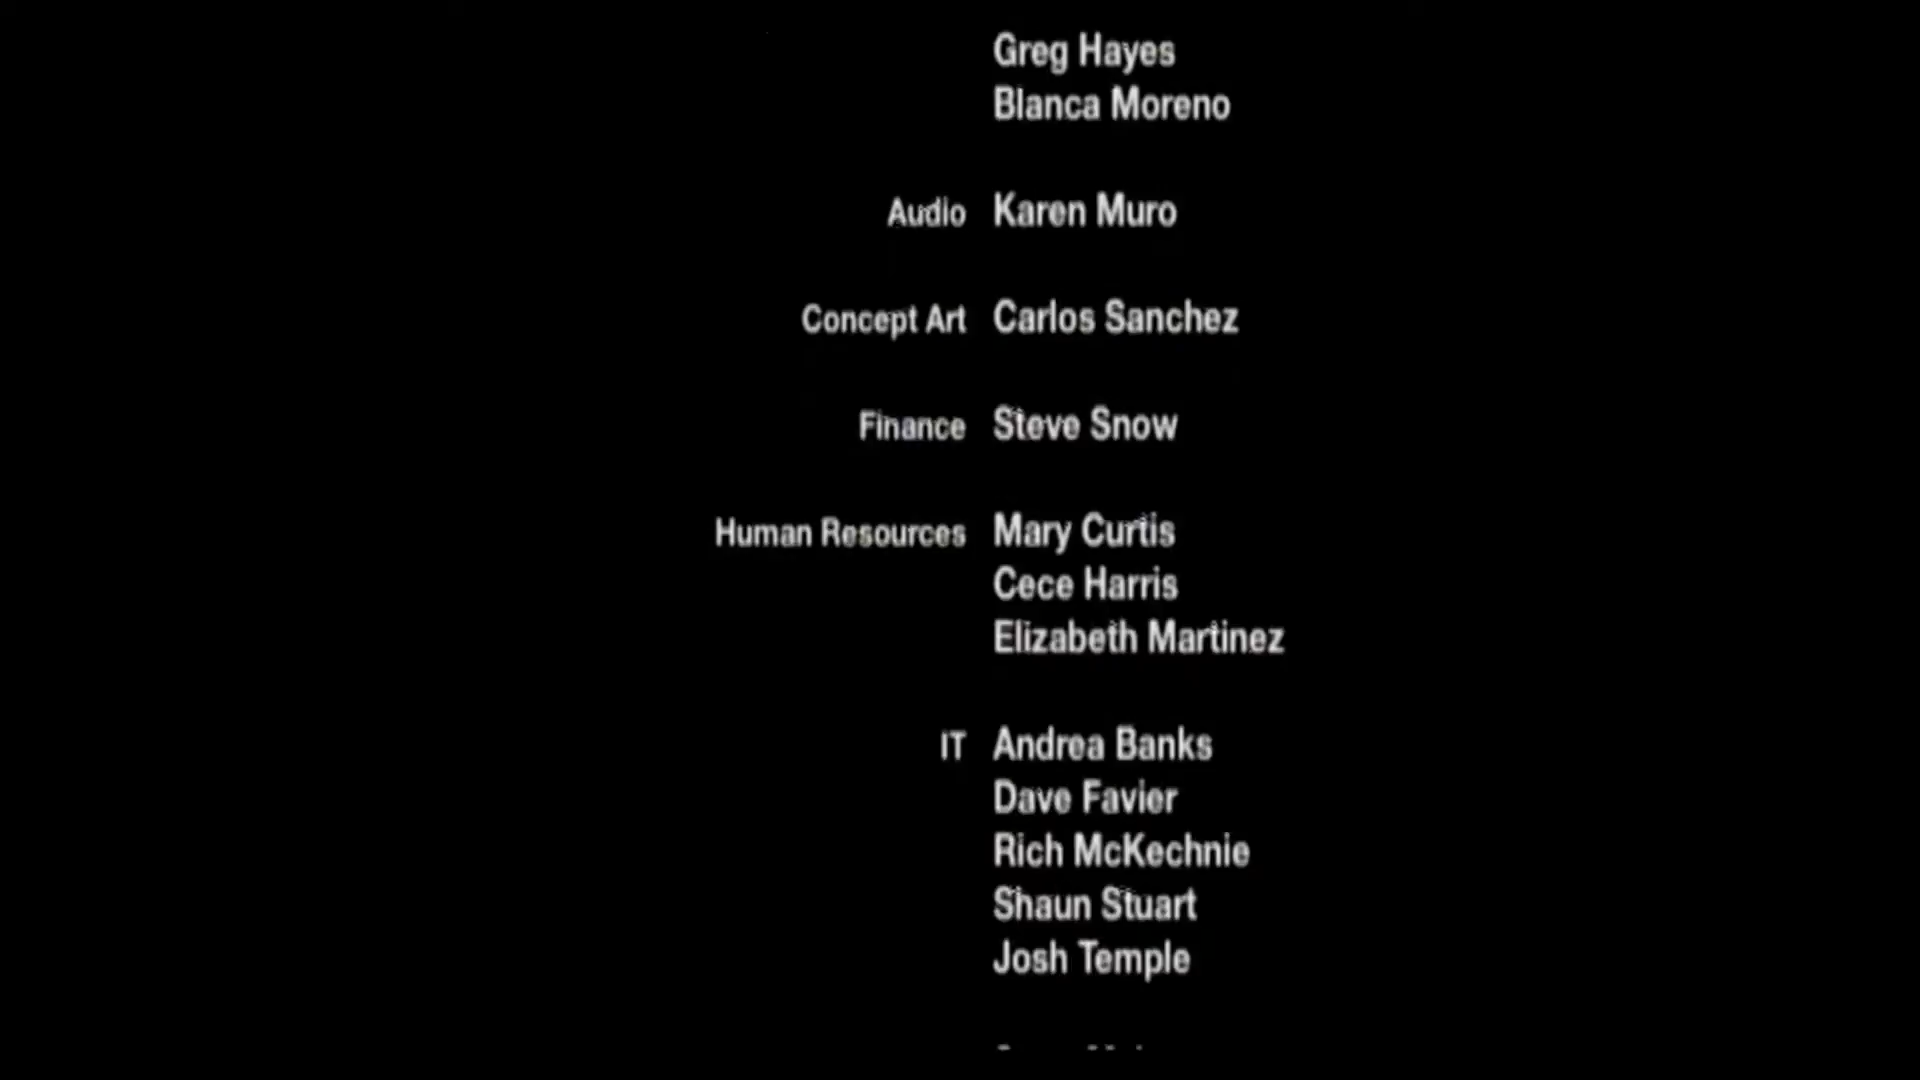 Greg Hayes
Blanca Moreno
Audio Karen Muro
Concept Art Carlos Sanchez
Finance Steve Snow
Human Resources Mary Curtis
Cece Harris
Elizabeth Martinez
IT Andrea Banks
Dave Favier
Rich McKechnie
Shaun Stuart
Josh Temple